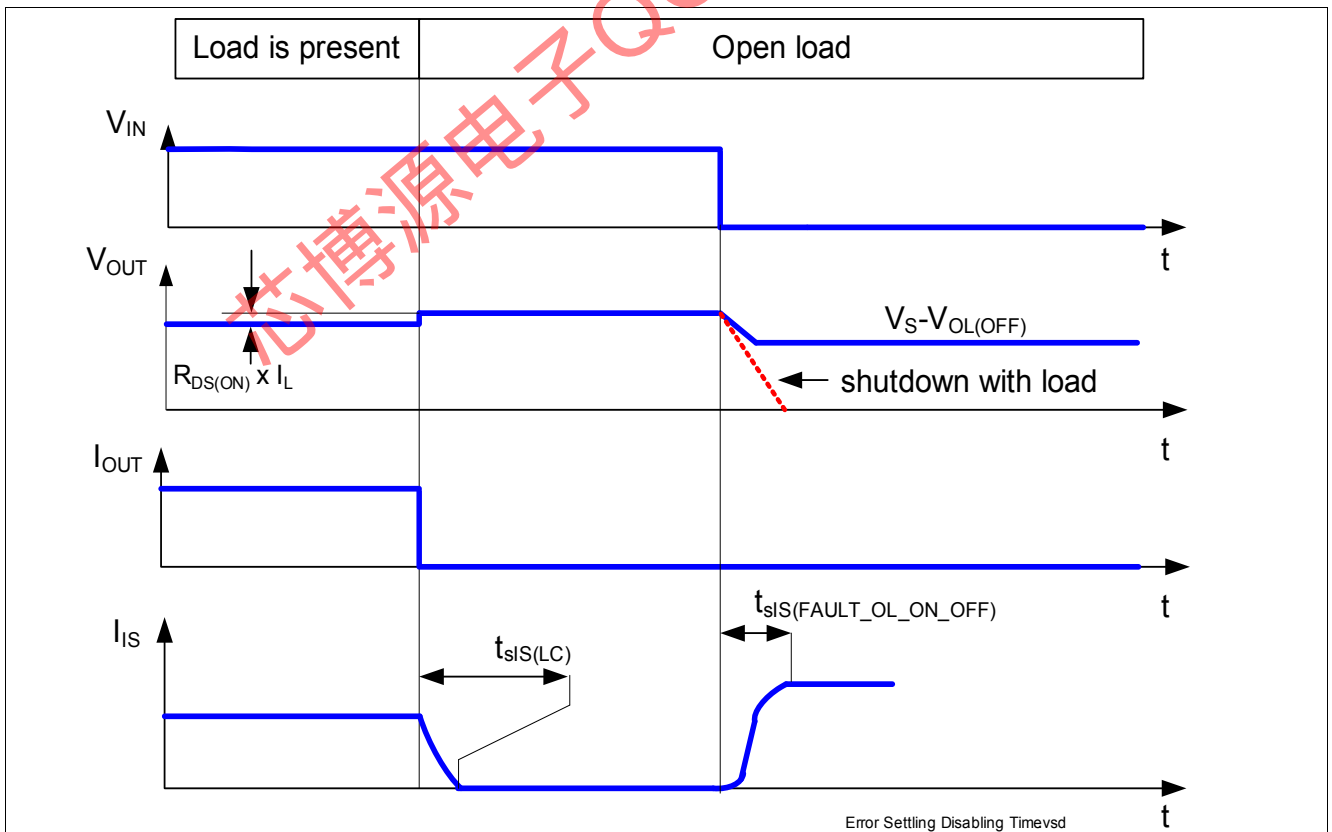 Load is present
Open load
VIN
t
VOUT
RDS(ON) x IL
VS-VOL(OFF)
shutdown with load
t
IOUT
t
IIS
tsIS(LC)
tsIS(FAULT_OL_ON_OFF)
t
Error Settling Disabling Timevsd
芯博源电子Q